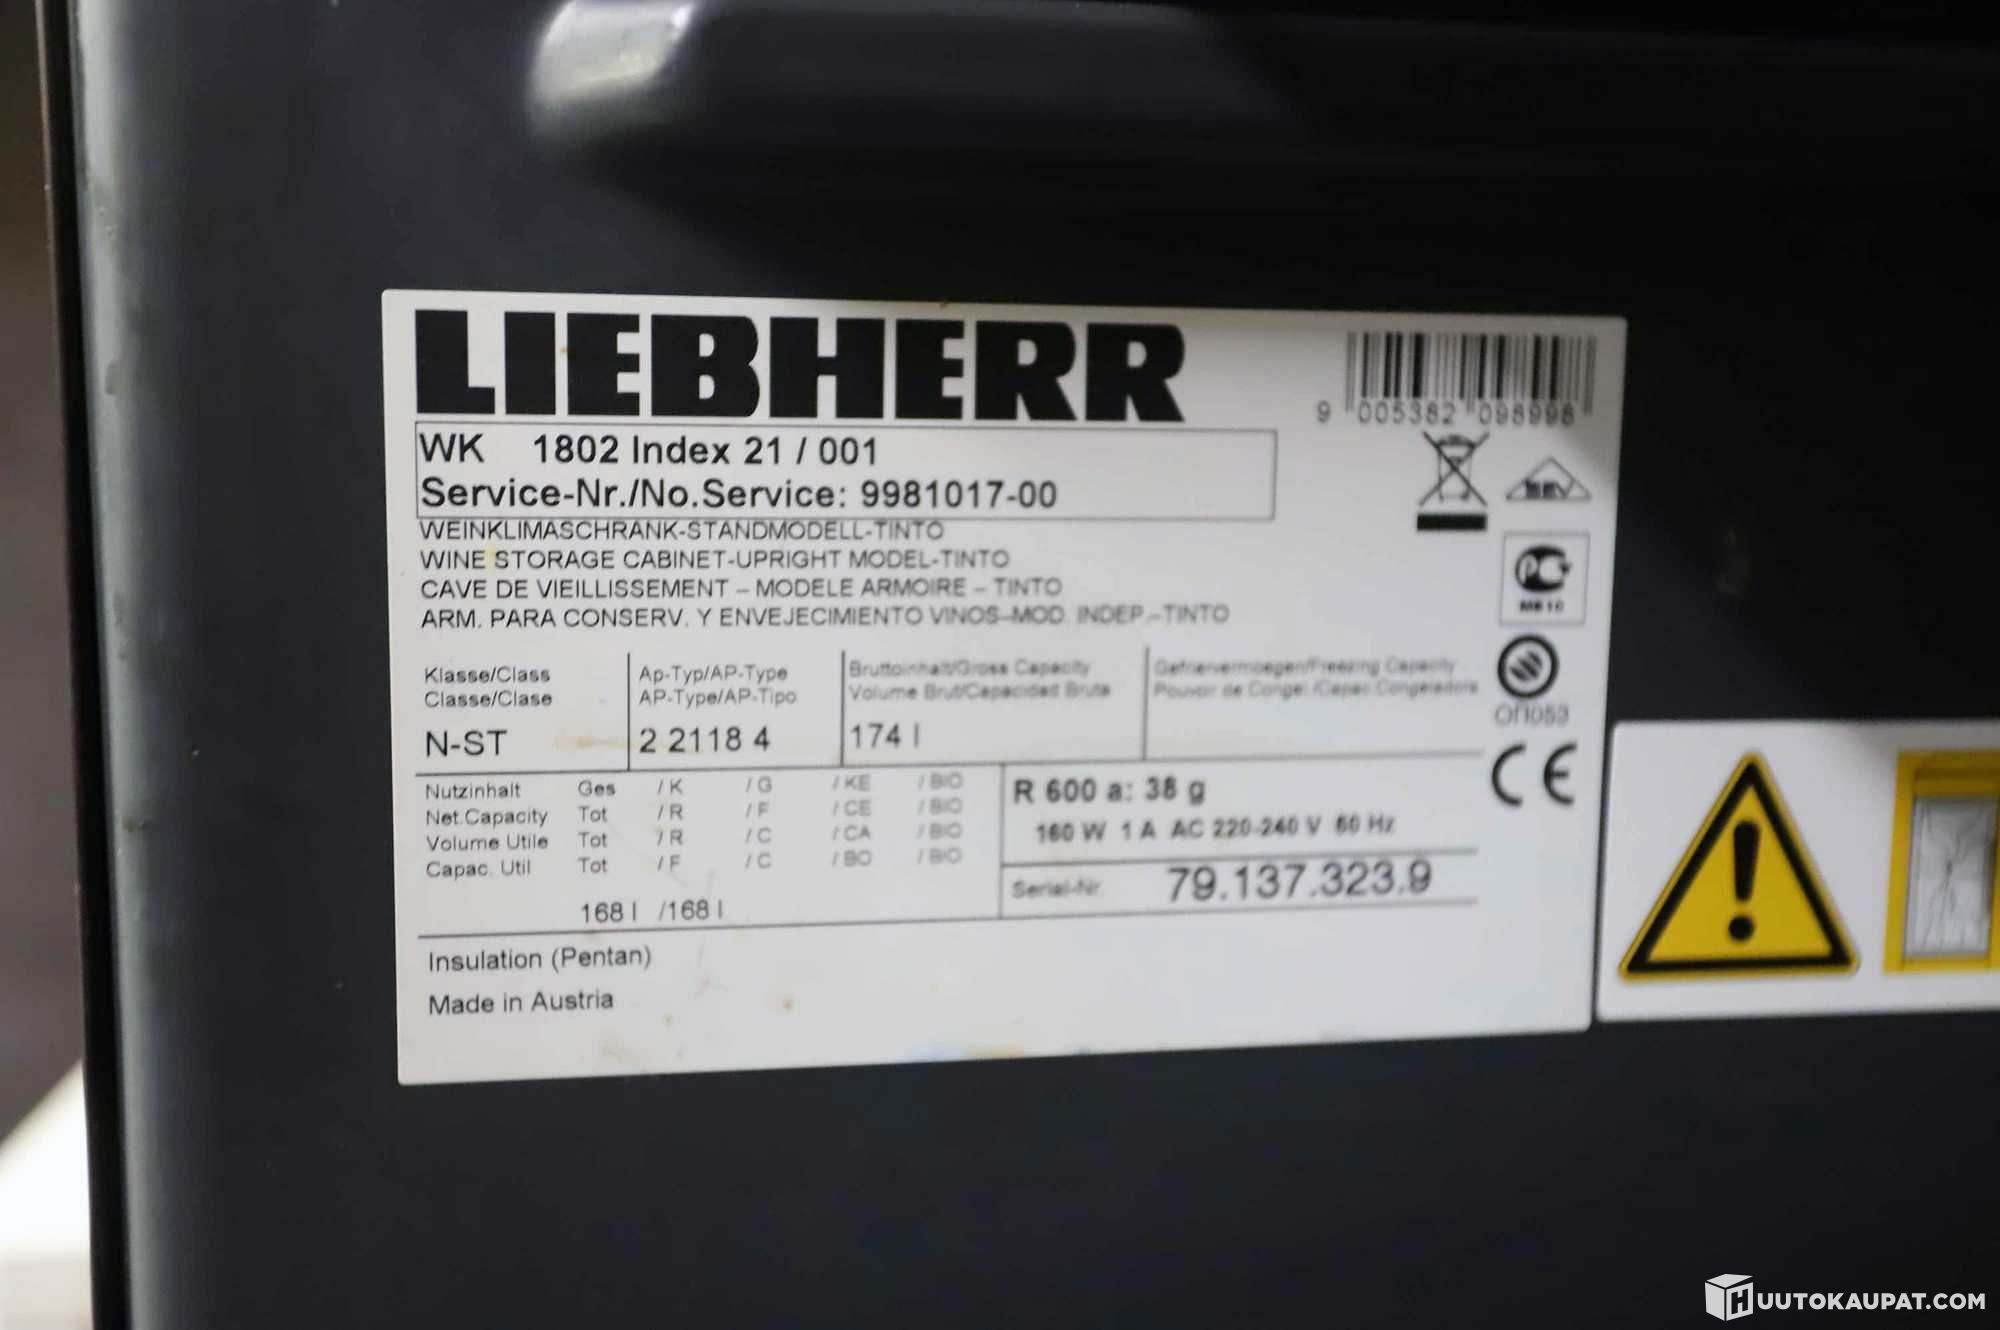 LIEBHERR
9 005382 098998
WK 1802 Index 21 / 001
Service-Nr./No.Service: 9981017-00
WEINKLIMASCHRANK-STANDMODELL-TINTO
WINE STORAGE CABINET-UPRIGHT MODEL-TINTO
CAVE DE VIEILLISSEMENT – MODELE ARMOIRE – TINTO
ARM. PARA CONSERV. Y ENVEJECIMIENTO VINOS–MOD. INDEP.–TINTO
Klasse/Class Ap-Typ/AP-Type Bruttoinhalt/Gross Capacity Gefriervermoegen/Freezing Capacity
Classe/Clase AP-Type/AP-Tipo Volume Brut/Capacidad Bruta Pouvoir de Congel./Capac.Congeladora
N-ST 2 2118 4 174 l
Nutzinhalt Ges / K / G / KE / BIO
Net.Capacity Tot / R / F / CE / BIO
Volume Utile Tot / R / C / CA / BIO
Capac. Util Tot / F / C / BO / BIO
168 l /168 l
R 600 a: 38 g
160 W 1 A AC 220-240 V 60 Hz
Serial-Nr 79.137.323.9
Insulation (Pentan)
Made in Austria
PC
МБ10
ОП053
CE
HUUTOKAUPAT.COM